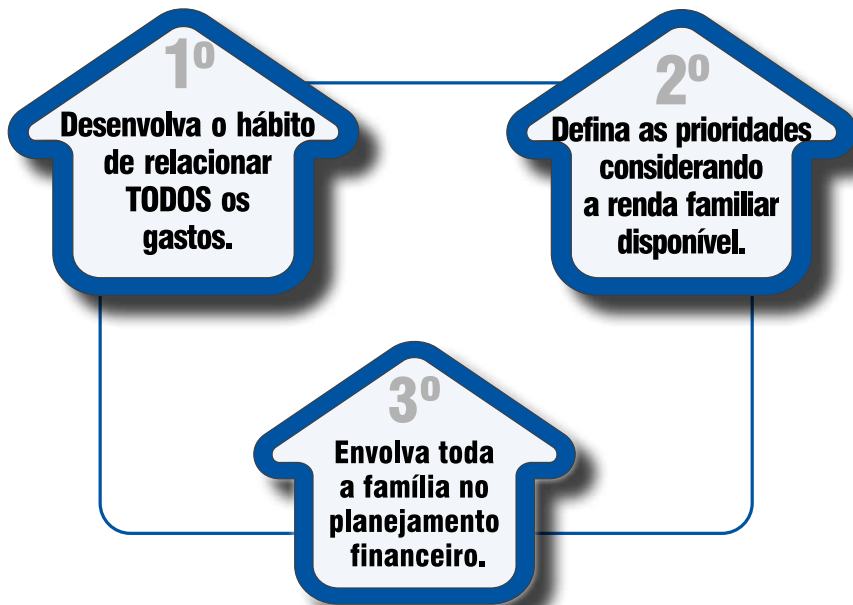 1º
Desenvolva o hábito
de relacionar
TODOS os
gastos.
2º
Defina as prioridades
considerando
a renda familiar
disponível.
3º
Envolva toda
a família no
planejamento
financeiro.